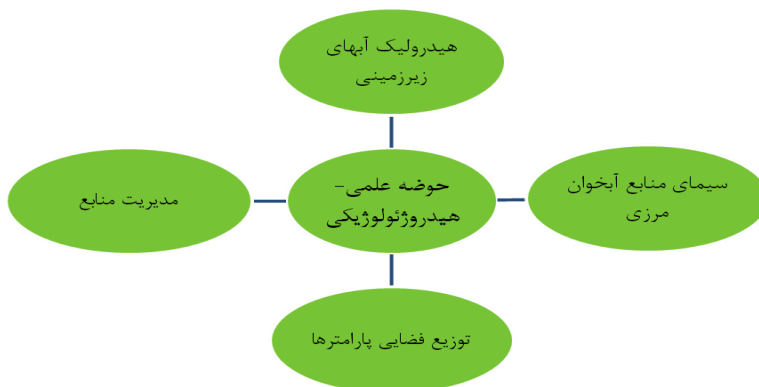 هیدرولیک آبهای
زیرزمینی
سیمای منابع آبخوان
مرزی
حوضه علمی-
هیدروژئولوژیکی
مدیریت منابع
توزیع فضایی پارامترها